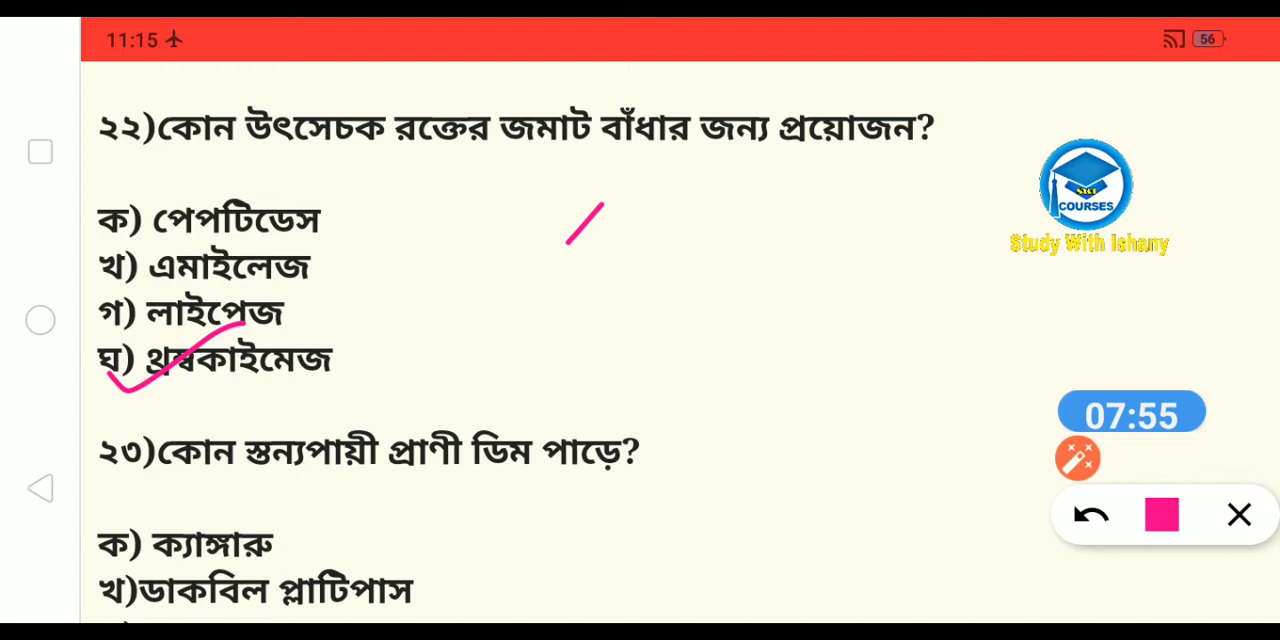 11:15
56
২২)কোন উৎসেচক রক্তের জমাট বাঁধার জন্য প্রয়োজন?
ক) পেপটিডেস
খ) এমাইলেজ
গ) লাইপেজ
ঘ) থ্রম্বকাইমেজ
COURSES
Study With Ishany
২৩)কোন স্তন্যপায়ী প্রাণী ডিম পাড়ে?
07:55
ক) ক্যাঙ্গারু
খ)ডাকবিল প্লাটিপাস